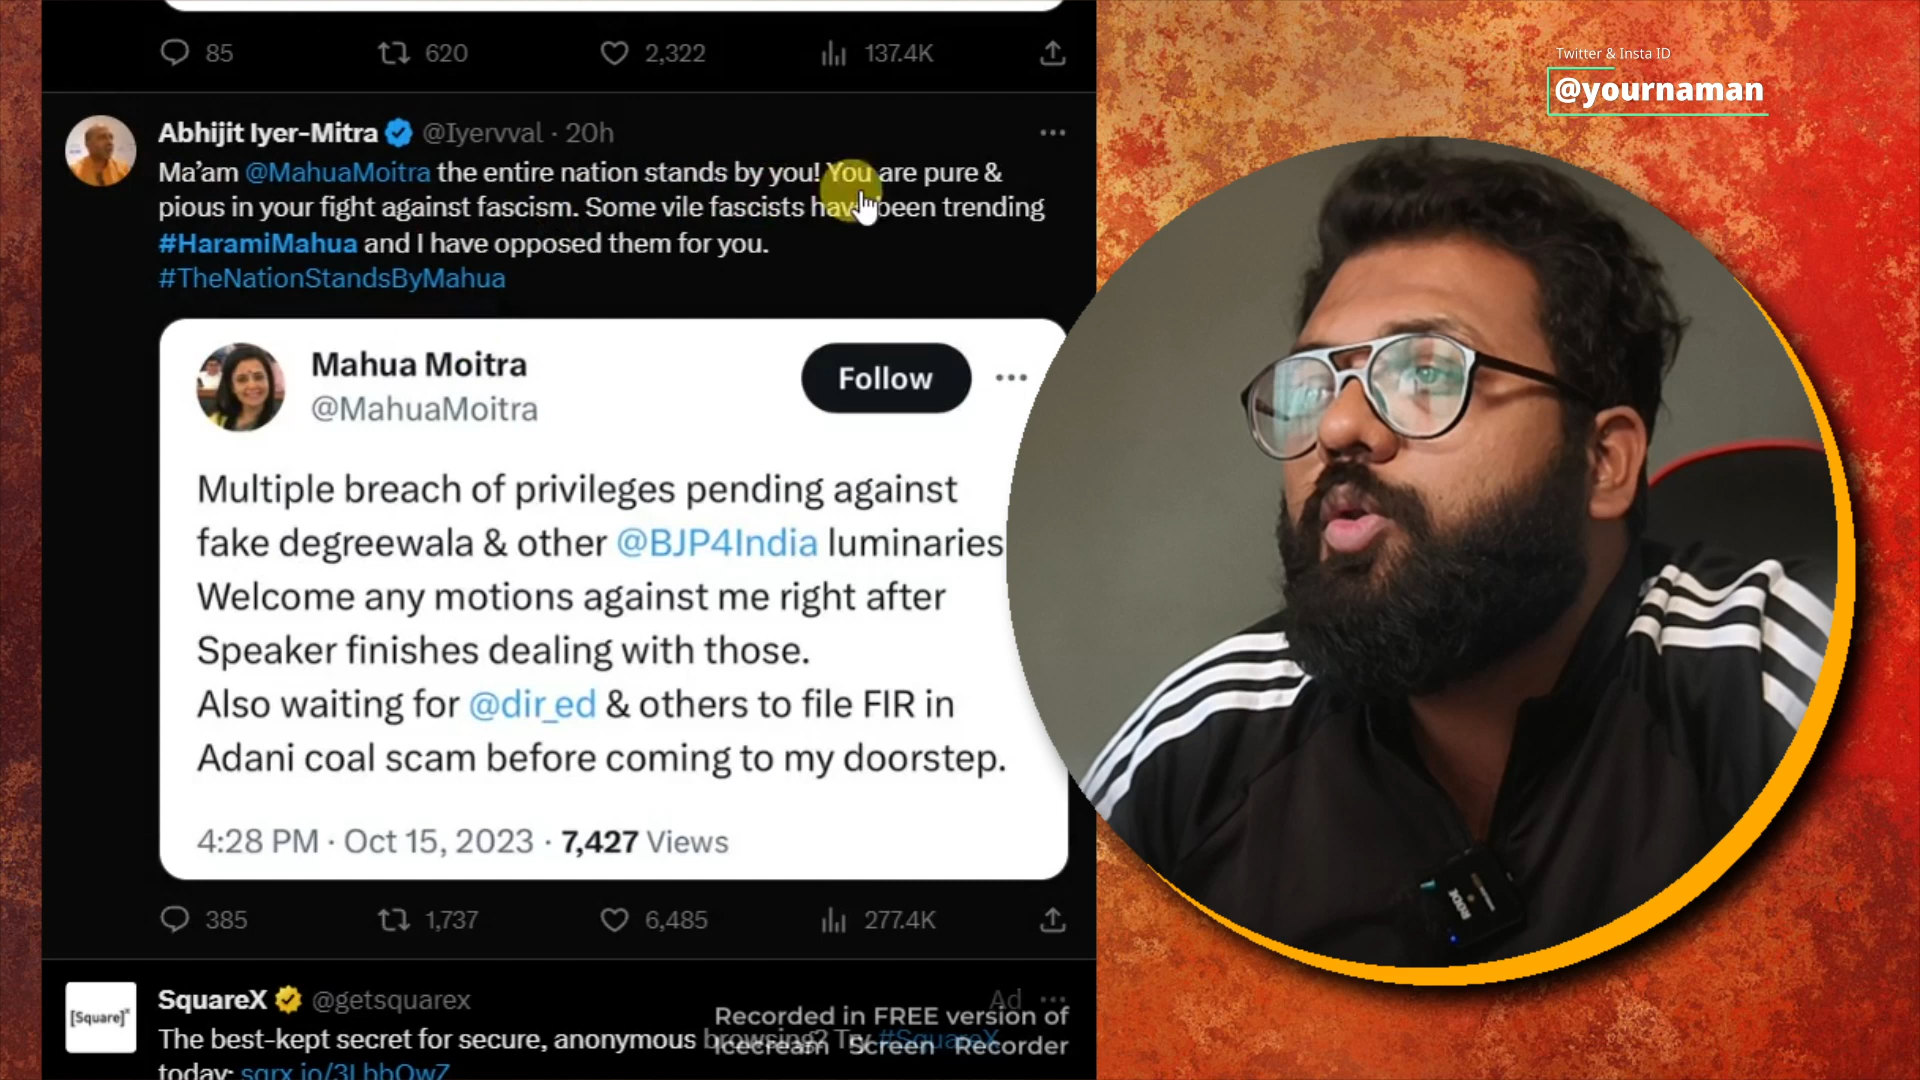 85 620 2,322 137.4K
Twitter & Insta ID
@yournaman
Abhijit Iyer-Mitra @Iyervval · 20h
Ma'am @MahuaMoitra the entire nation stands by you! You are pure &
pious in your fight against fascism. Some vile fascists have been trending
#HaramiMahua and I have opposed them for you.
#TheNationStandsByMahua
Mahua Moitra
@MahuaMoitra
Follow
Multiple breach of privileges pending against
fake degreewala & other @BJP4India luminaries
Welcome any motions against me right after
Speaker finishes dealing with those.
Also waiting for @dir_ed & others to file FIR in
Adani coal scam before coming to my doorstep.
4:28 PM · Oct 15, 2023 · 7,427 Views
RODE
385 1,737 6,485 277.4K
[Square]x
SquareX @getsquarex Ad
The best-kept secret for secure, anonymous browsing? Try #SquareX
today: sqrx.io/3LhbOwZ
Recorded in FREE version of
Icecream Screen Recorder